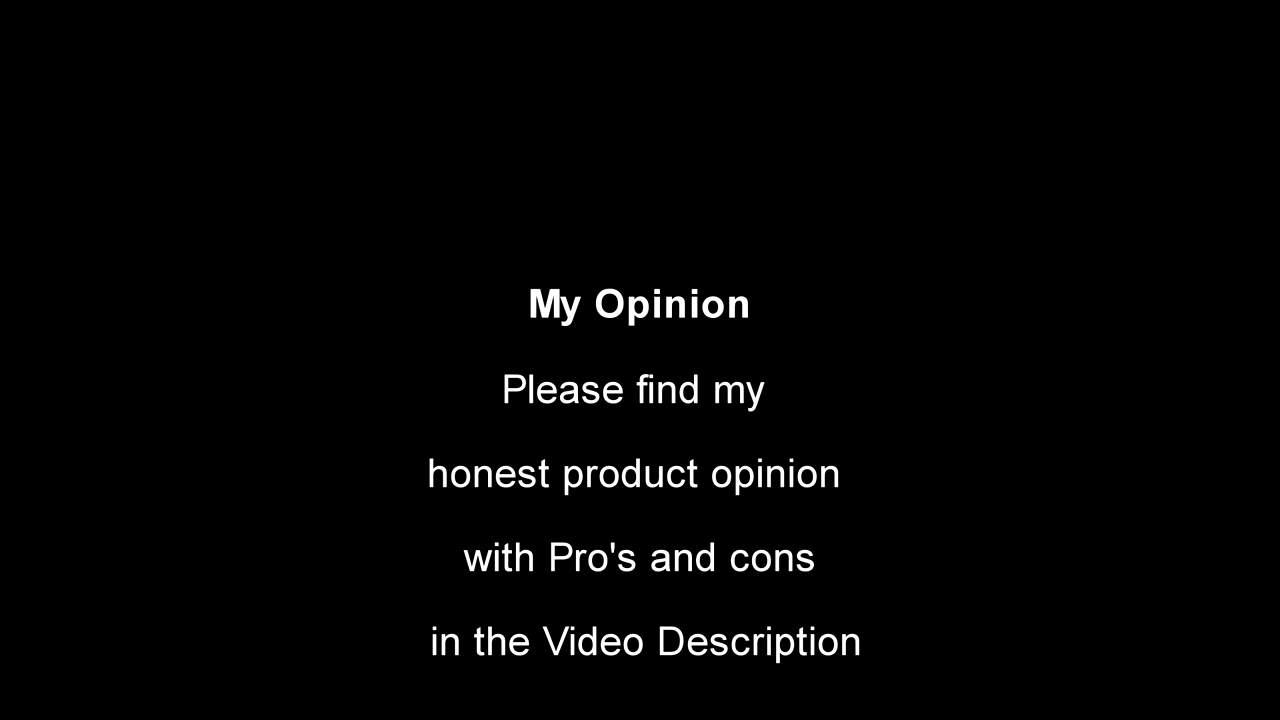 My Opinion
Please find my
honest product opinion
with Pro's and cons
in the Video Description